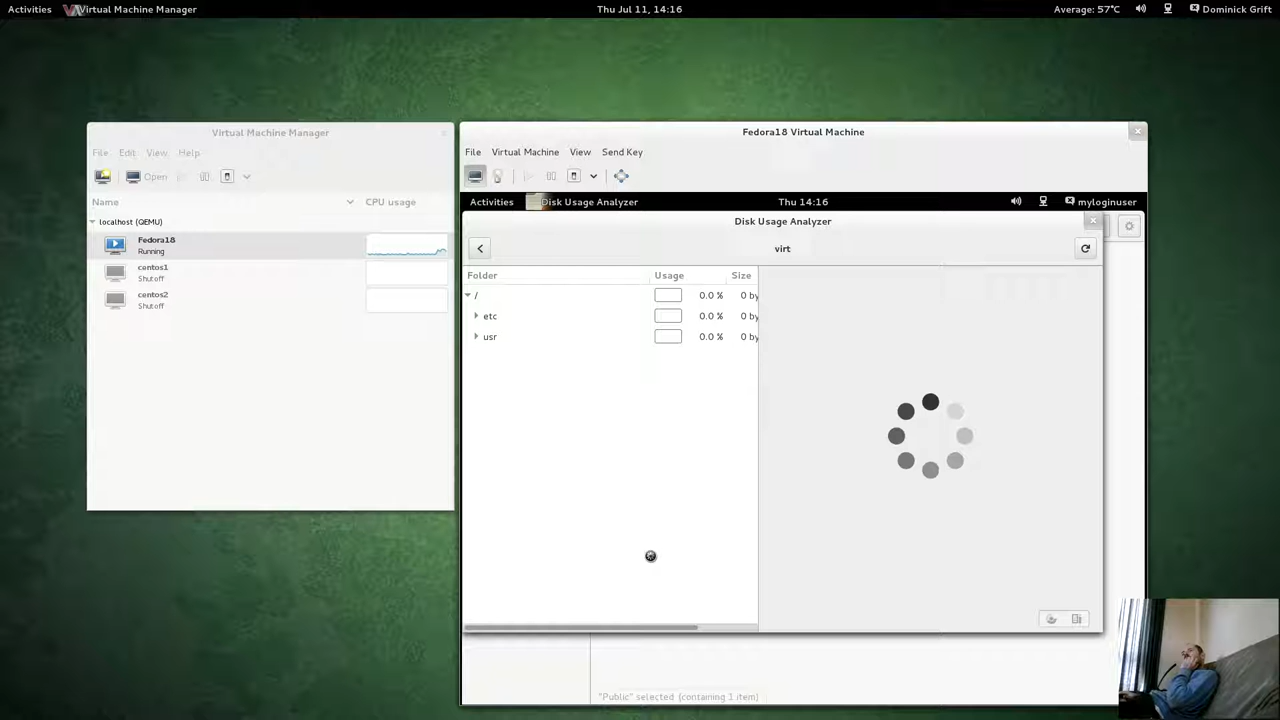 Activities Virtual Machine Manager Thu Jul 11, 14:16 Average: 57°C Dominick Grift
Virtual Machine Manager
File Edit View Help
Open
Name CPU usage
localhost (QEMU)
Fedora18
Running
centos1
Shutoff
centos2
Shutoff
Fedora18 Virtual Machine
File Virtual Machine View Send Key
Activities Disk Usage Analyzer Thu 14:16 myloginuser
Disk Usage Analyzer
virt
Folder Usage Size
/ 0.0 % 0 by
etc 0.0 % 0 by
usr 0.0 % 0 by
"Public" selected (containing 1 item)